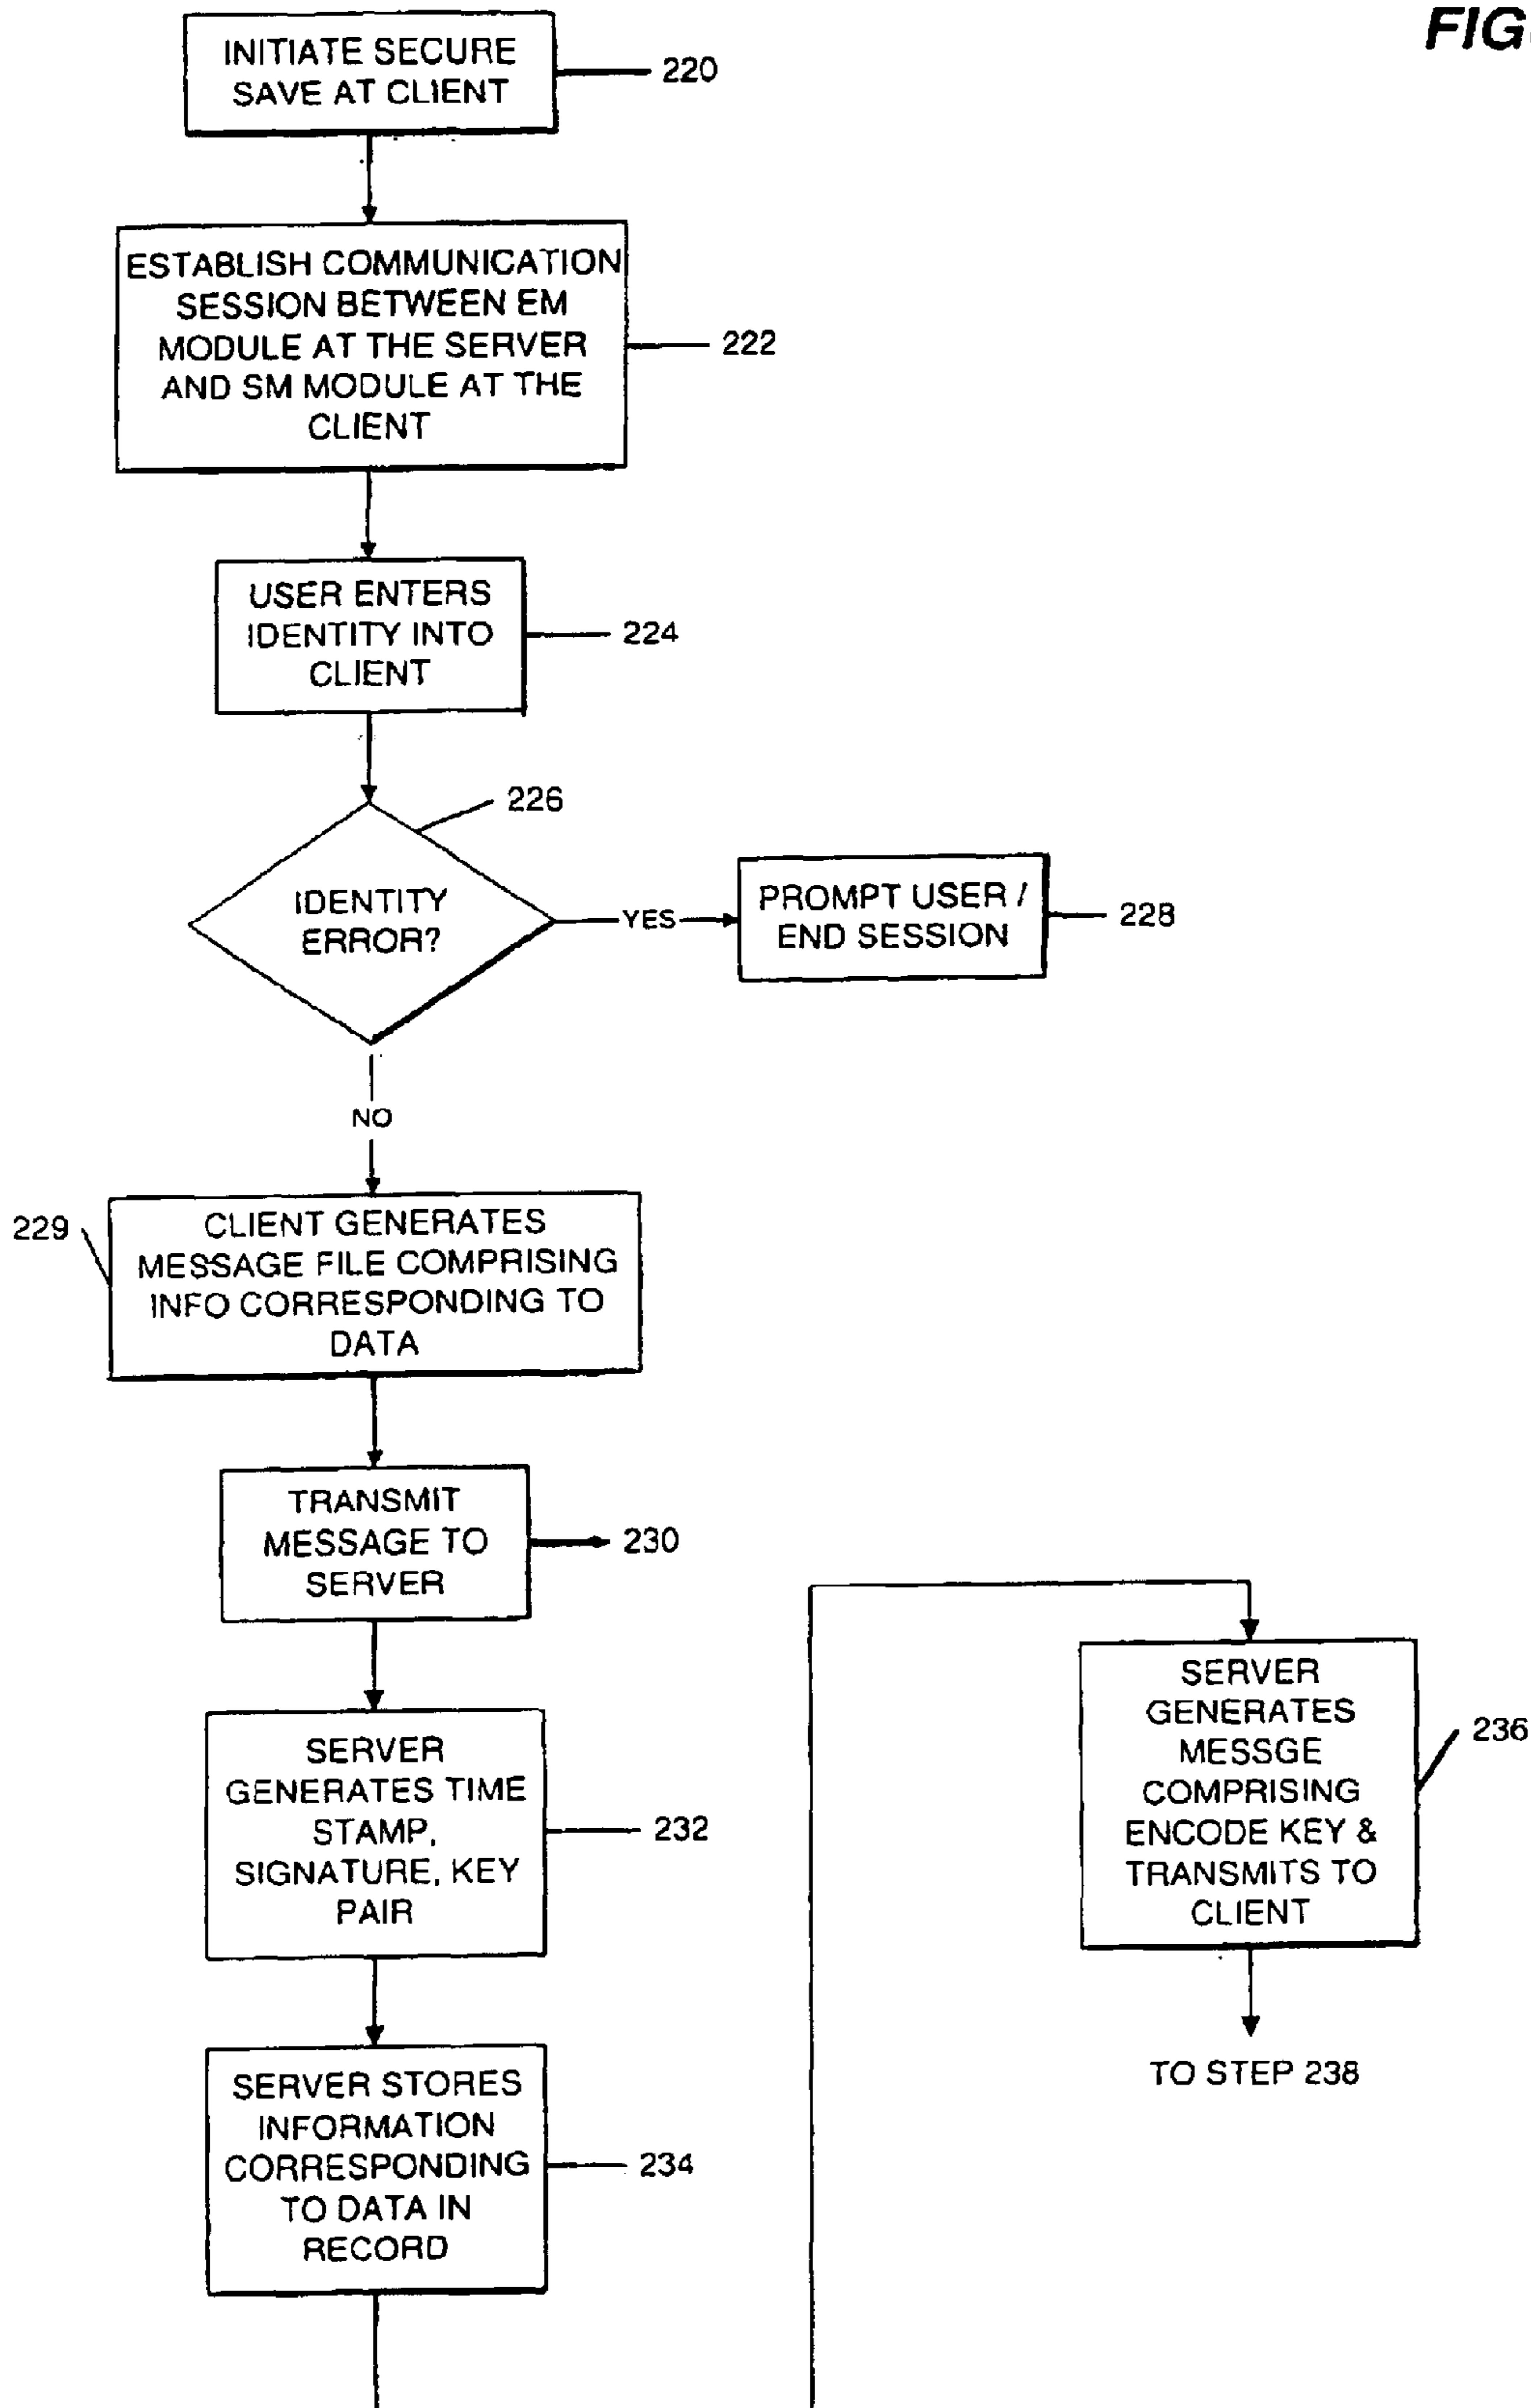 FIG.
INITIATE SECURE
SAVE AT CLIENT
220
ESTABLISH COMMUNICATION
SESSION BETWEEN EM
MODULE AT THE SERVER
AND SM MODULE AT THE
CLIENT
222
USER ENTERS
IDENTITY INTO
CLIENT
224
226
IDENTITY
ERROR?
YES
PROMPT USER /
END SESSION
228
NO
229
CLIENT GENERATES
MESSAGE FILE COMPRISING
INFO CORRESPONDING TO
DATA
TRANSMIT
MESSAGE TO
SERVER
230
SERVER
GENERATES TIME
STAMP,
SIGNATURE, KEY
PAIR
232
SERVER STORES
INFORMATION
CORRESPONDING
TO DATA IN
RECORD
234
SERVER
GENERATES
MESSGE
COMPRISING
ENCODE KEY &
TRANSMITS TO
CLIENT
236
TO STEP 238